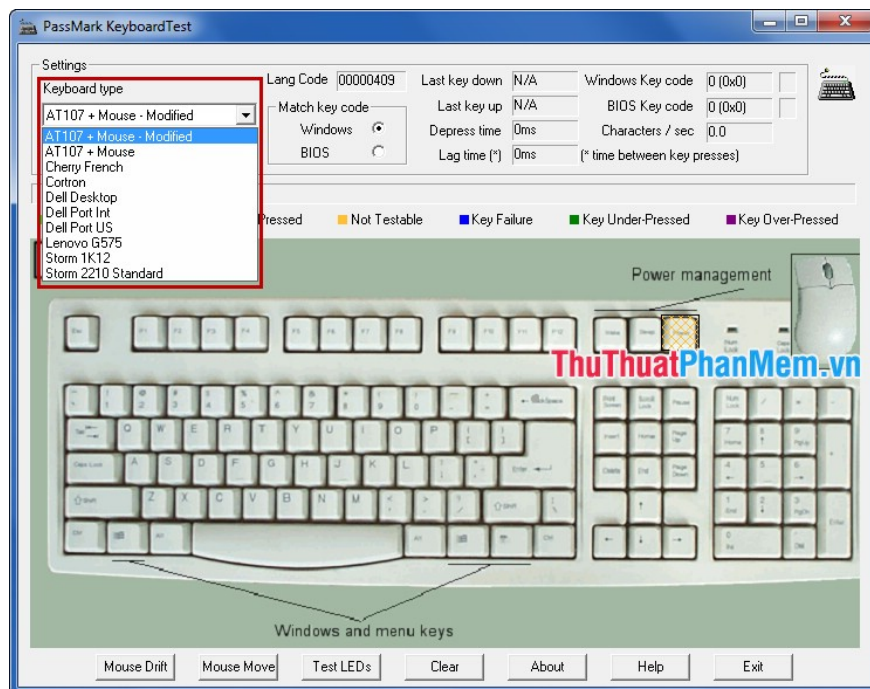 PassMark KeyboardTest
Settings
Keyboard type
AT107 + Mouse - Modified
AT107 + Mouse - Modified
AT107 + Mouse
Cherry French
Cortron
Dell Desktop
Dell Port Int
Dell Port US
Lenovo G575
Storm 1K12
Storm 2210 Standard
Lang Code 00000409
Match key code
Windows
BIOS
Last key down N/A
Last key up N/A
Depress time 0ms
Lag time (*) 0ms
Windows Key code 0 (0x0)
BIOS Key code 0 (0x0)
Characters / sec 0.0
(* time between key presses)
Pressed Not Testable Key Failure Key Under-Pressed Key Over-Pressed
Power management
ThuThuatPhanMem.vn
Q W E R T Y U I O P
A S D F G H J K L
Z X C V B N M
Windows and menu keys
Mouse Drift Mouse Move Test LEDs Clear About Help Exit